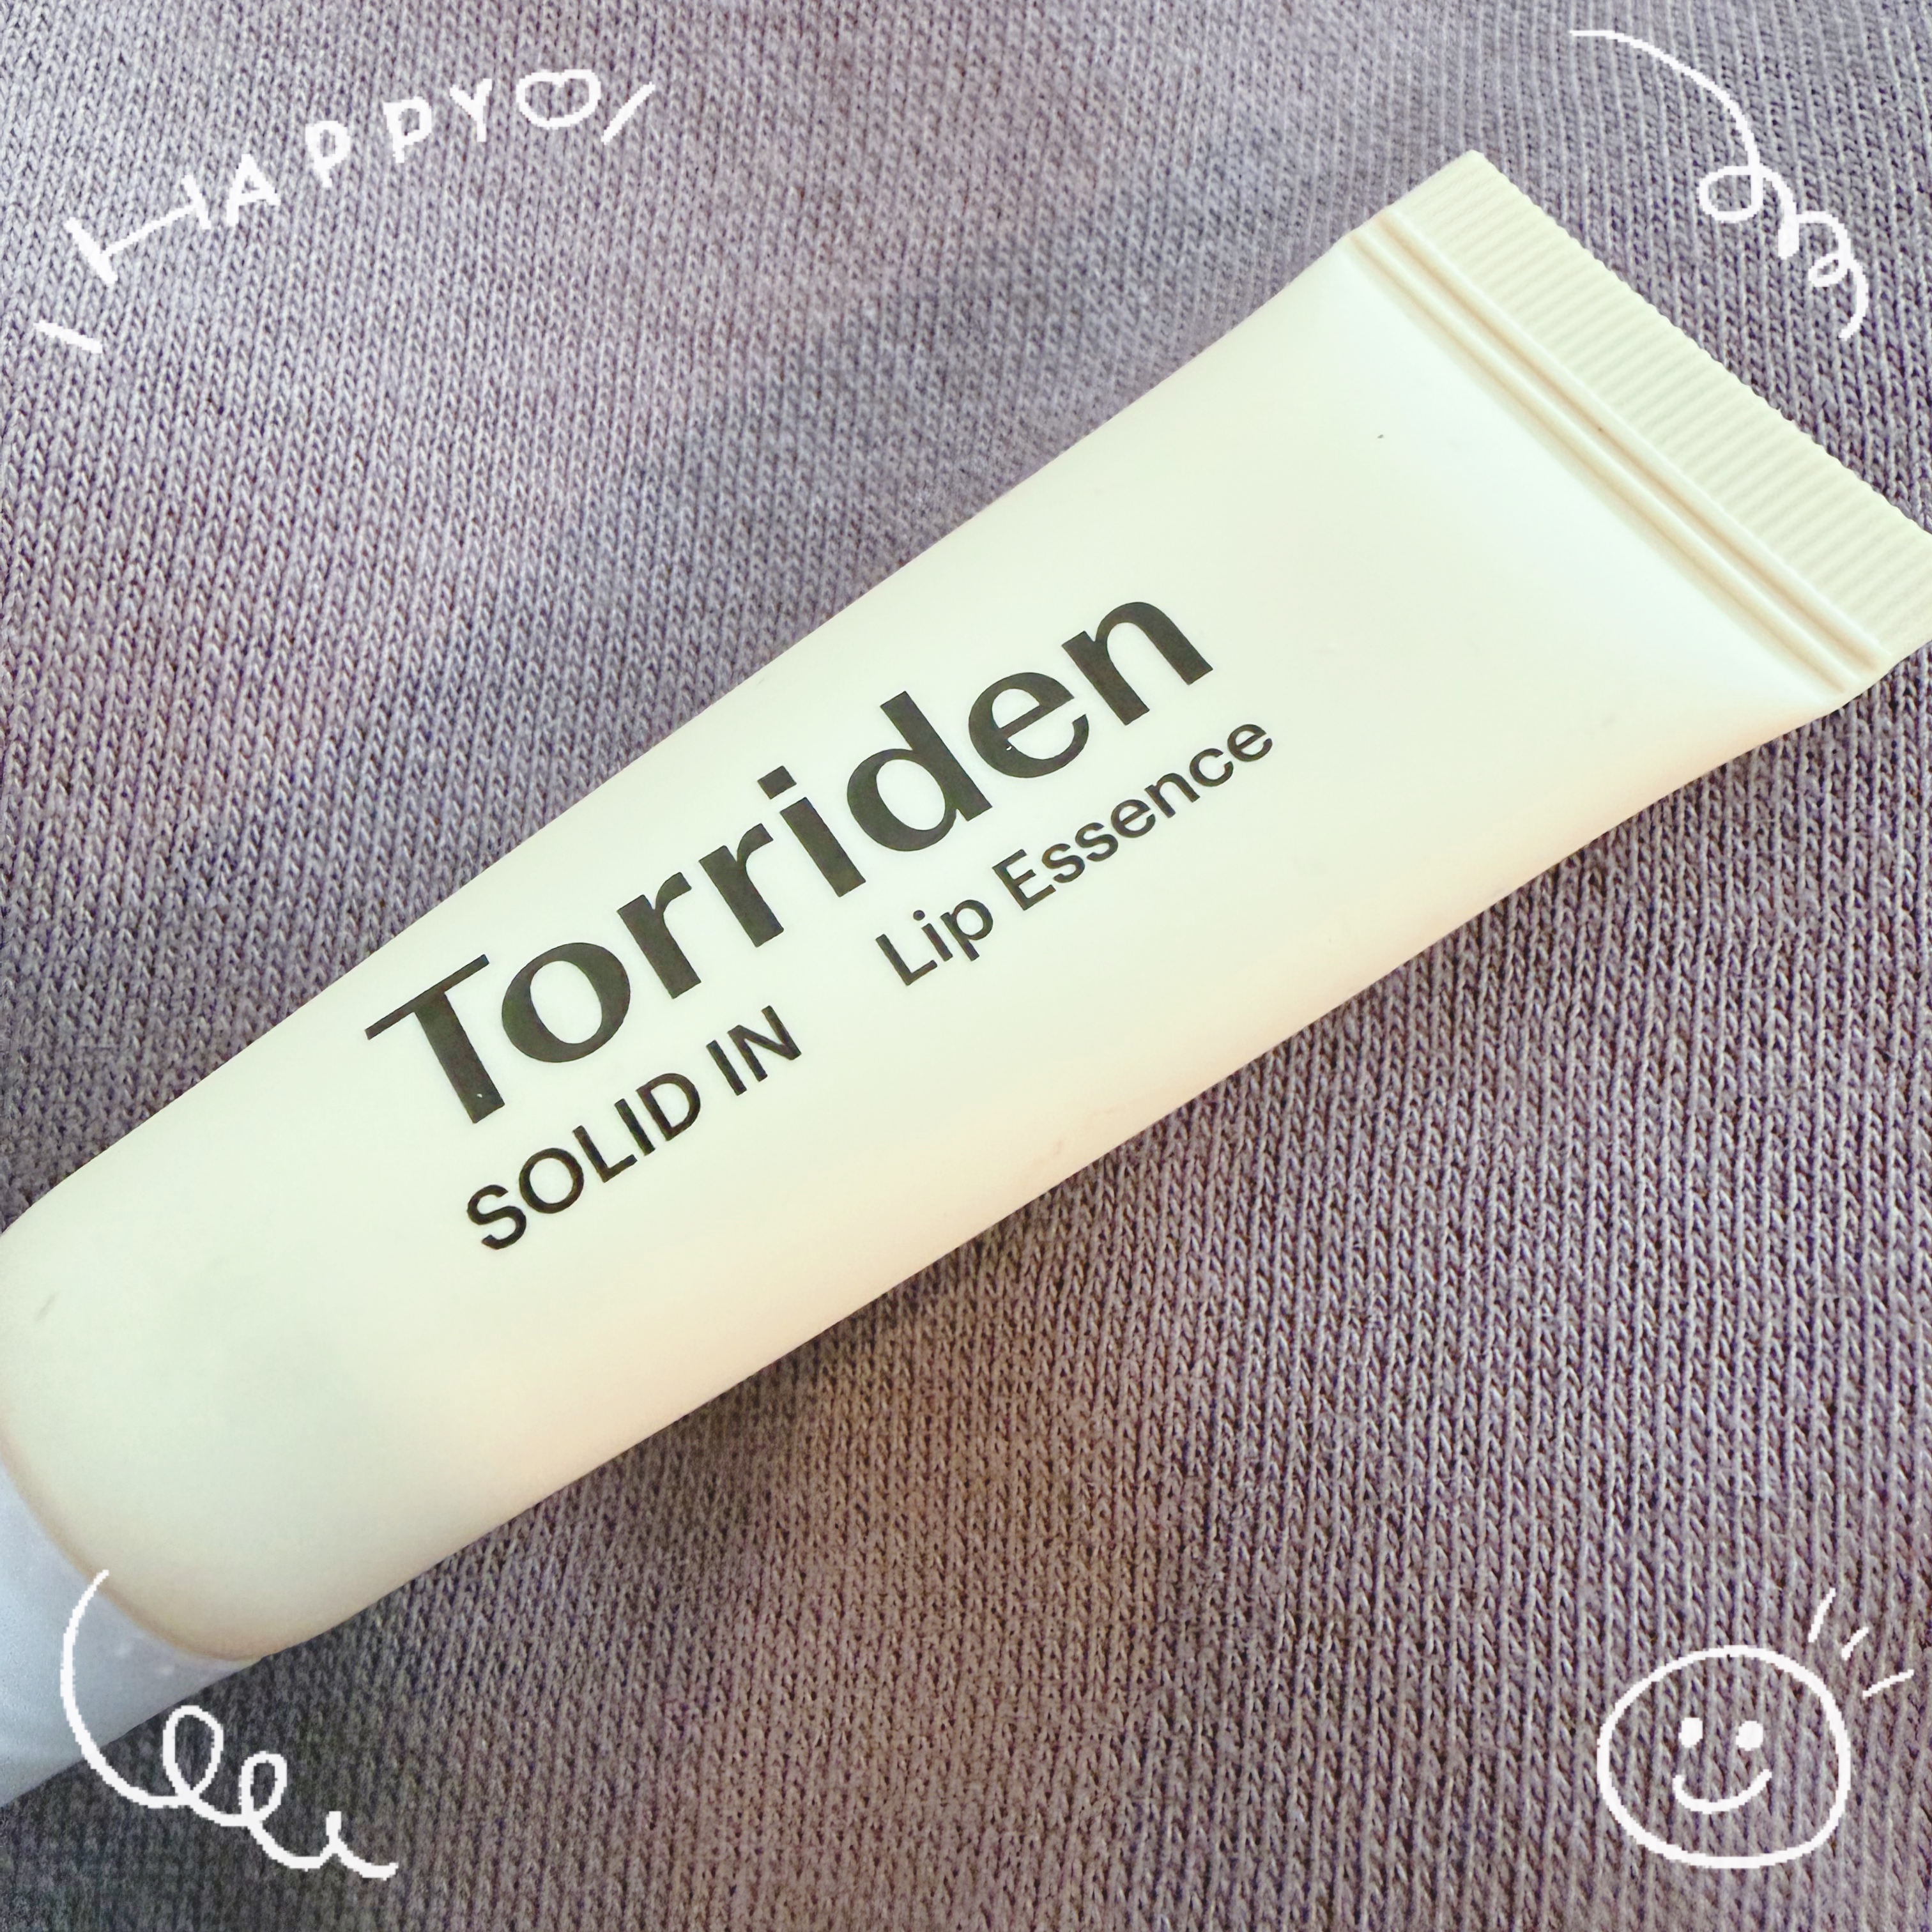 HAPPY♡
Torriden
SOLID IN Lip Essence